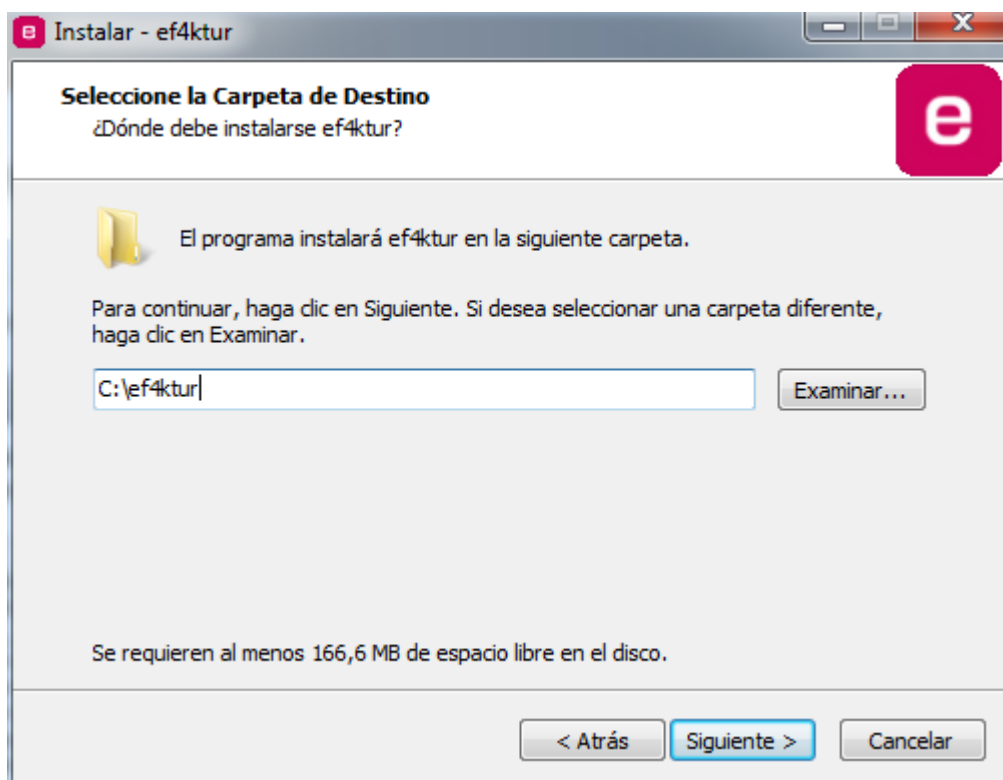 e Instalar - ef4ktur
Seleccione la Carpeta de Destino
¿Dónde debe instalarse ef4ktur?
e
El programa instalará ef4ktur en la siguiente carpeta.
Para continuar, haga clic en Siguiente. Si desea seleccionar una carpeta diferente,
haga clic en Examinar.
C:\ef4ktur
Examinar...
Se requieren al menos 166,6 MB de espacio libre en el disco.
< Atrás
Siguiente >
Cancelar